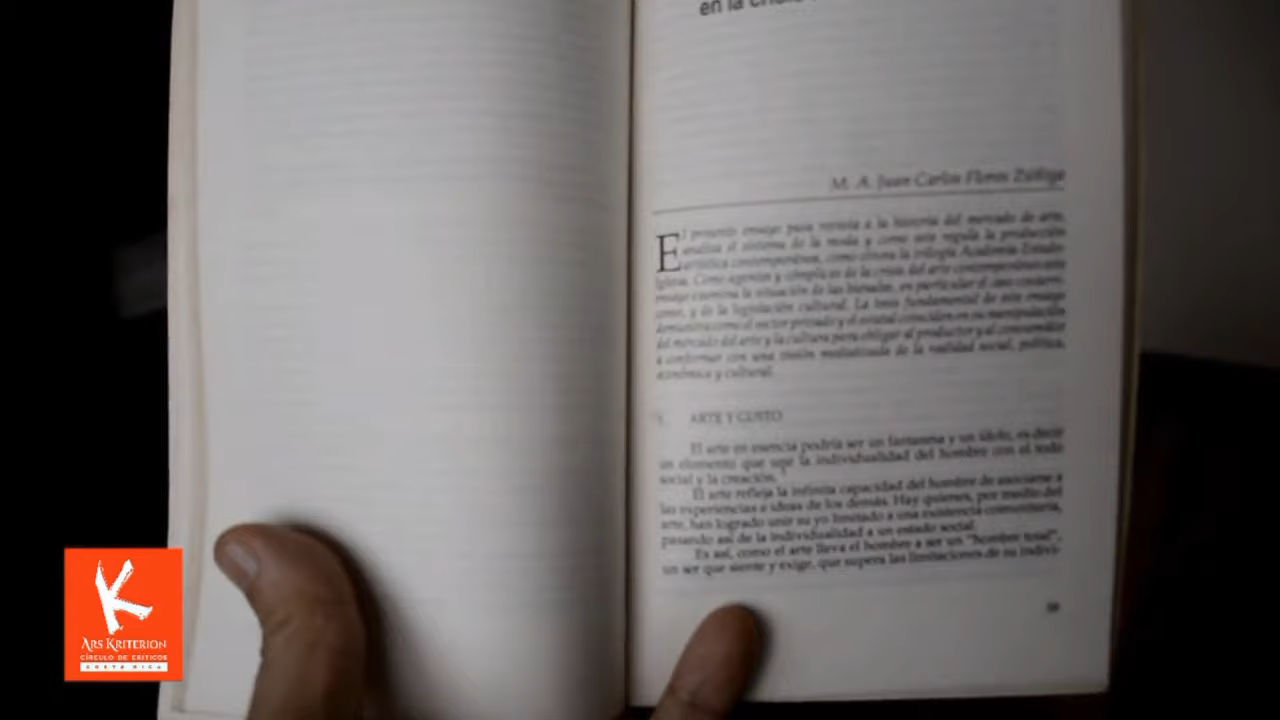 en la crisis
M. A. Juan Carlos Flores Zúñiga
El presente ensayo pasa revista a la historia del mercado de arte,
analiza el sistema de la moda y como este regula la producción
artística contemporánea, como otrora la trilogía Academia-Estado-
Iglesia. Como agentes y cómplices de la crisis del arte contemporáneo este
ensayo examina la situación de las bienales, en particular el caso
y de la legislación cultural. La tesis fundamental de este ensayo
demuestra como el sector privado y el estatal coinciden en su manipulación
del mercado del arte y la cultura para obligar al productor y al consumidor
a conformar con una visión mediatizada de la realidad social, política,
económica y cultural.
ARTE Y GUSTO
El arte en esencia podría ser un fantasma y un ídolo, es decir
un elemento que une la individualidad del hombre con el todo
social y la creación.
El arte refleja la infinita capacidad del hombre de asociarse a
las experiencias e ideas de los demás. Hay quienes, por medio del
arte, han logrado unir su yo limitado a una existencia comunitaria,
pasando así de la individualidad a un estado social.
Es así, como el arte lleva el hombre a ser un "hombre total",
un ser que siente y exige, que supera las limitaciones de su indivi-
K
ARS KRITERION
CÍRCULO DE CRITICOS
COSTA RICA